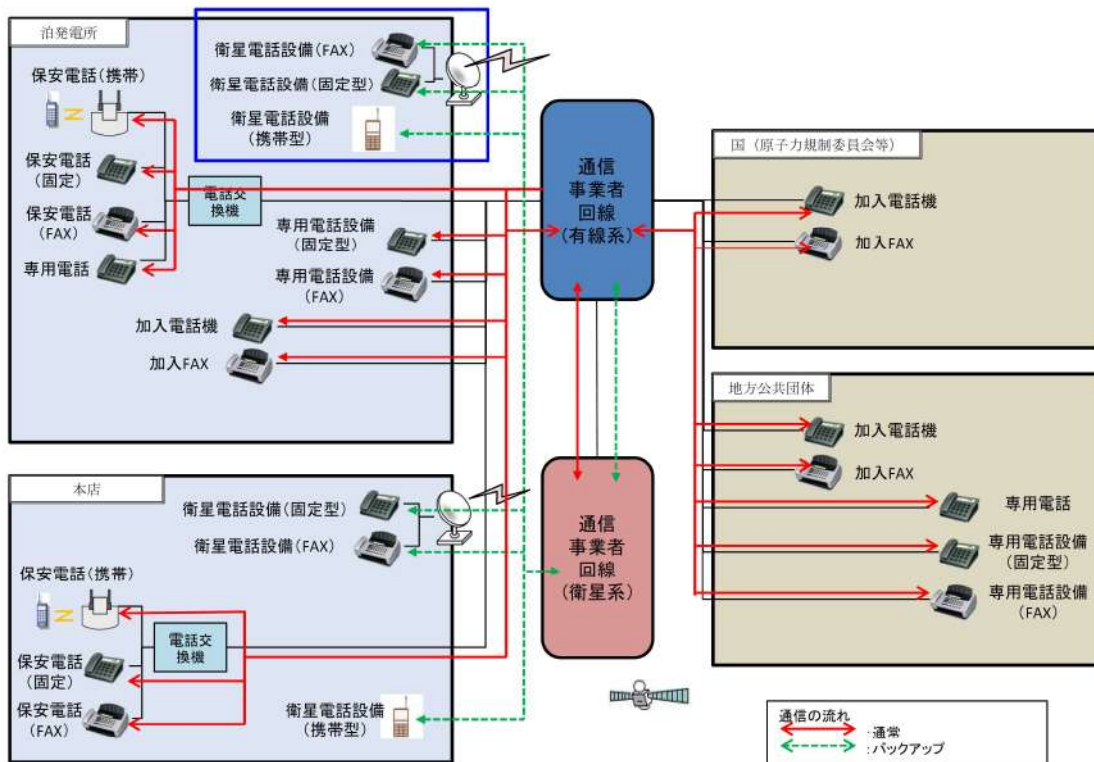 泊発電所
保安電話(携帯)
保安電話
(固定)
保安電話
(FAX)
専用電話
電話交
換機
衛星電話設備(FAX)
衛星電話設備(固定型)
衛星電話設備
(携帯型)
専用電話設備
(固定型)
専用電話設備
(FAX)
加入電話機
加入FAX
通信
事業者
回線
(有線系)
国(原子力規制委員会等)
加入電話機
加入FAX
地方公共団体
加入電話機
加入FAX
専用電話
専用電話設備
(固定型)
専用電話設備
(FAX)
本店
衛星電話設備(固定型)
衛星電話設備(FAX)
保安電話(携帯)
電話交
換機
保安電話
(固定)
保安電話
(FAX)
衛星電話設備
(携帯型)
通信
事業者
回線
(衛星系)
通信の流れ
:通常
:バックアップ